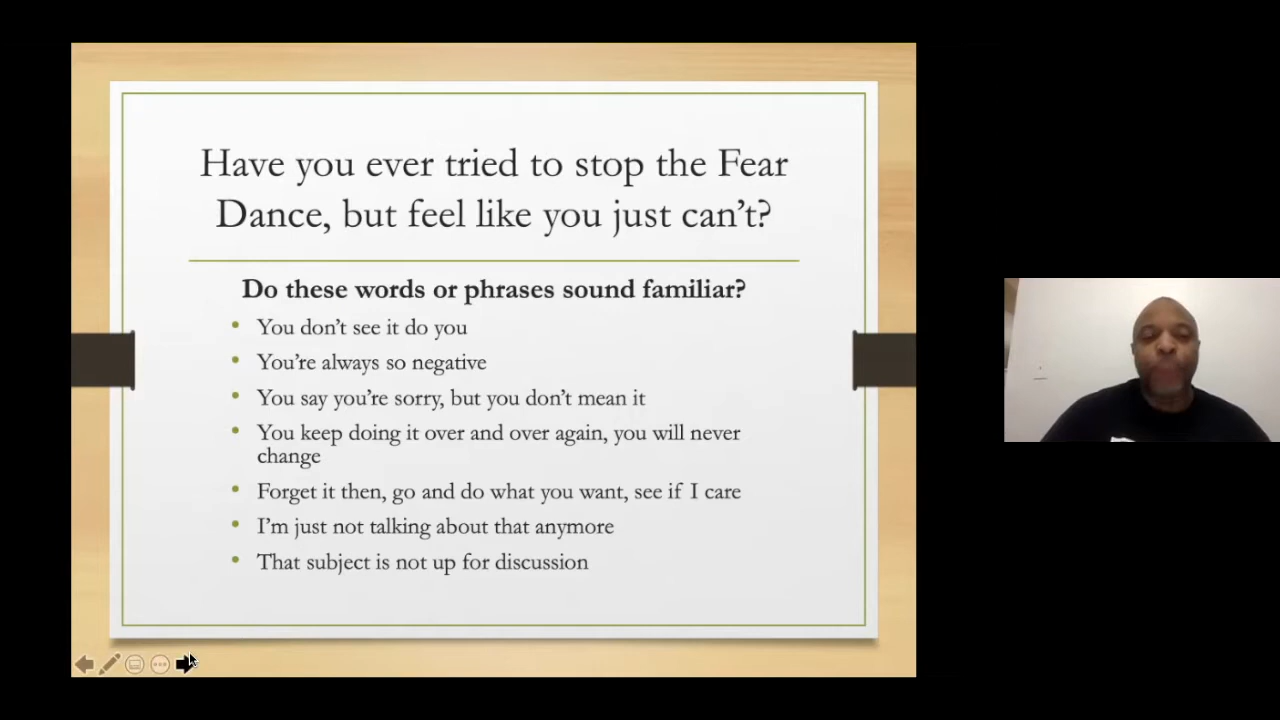 Have you ever tried to stop the Fear
Dance, but feel like you just can't?
Do these words or phrases sound familiar?
• You don't see it do you
• You're always so negative
• You say you're sorry, but you don't mean it
• You keep doing it over and over again, you will never
change
• Forget it then, go and do what you want, see if I care
• I'm just not talking about that anymore
• That subject is not up for discussion